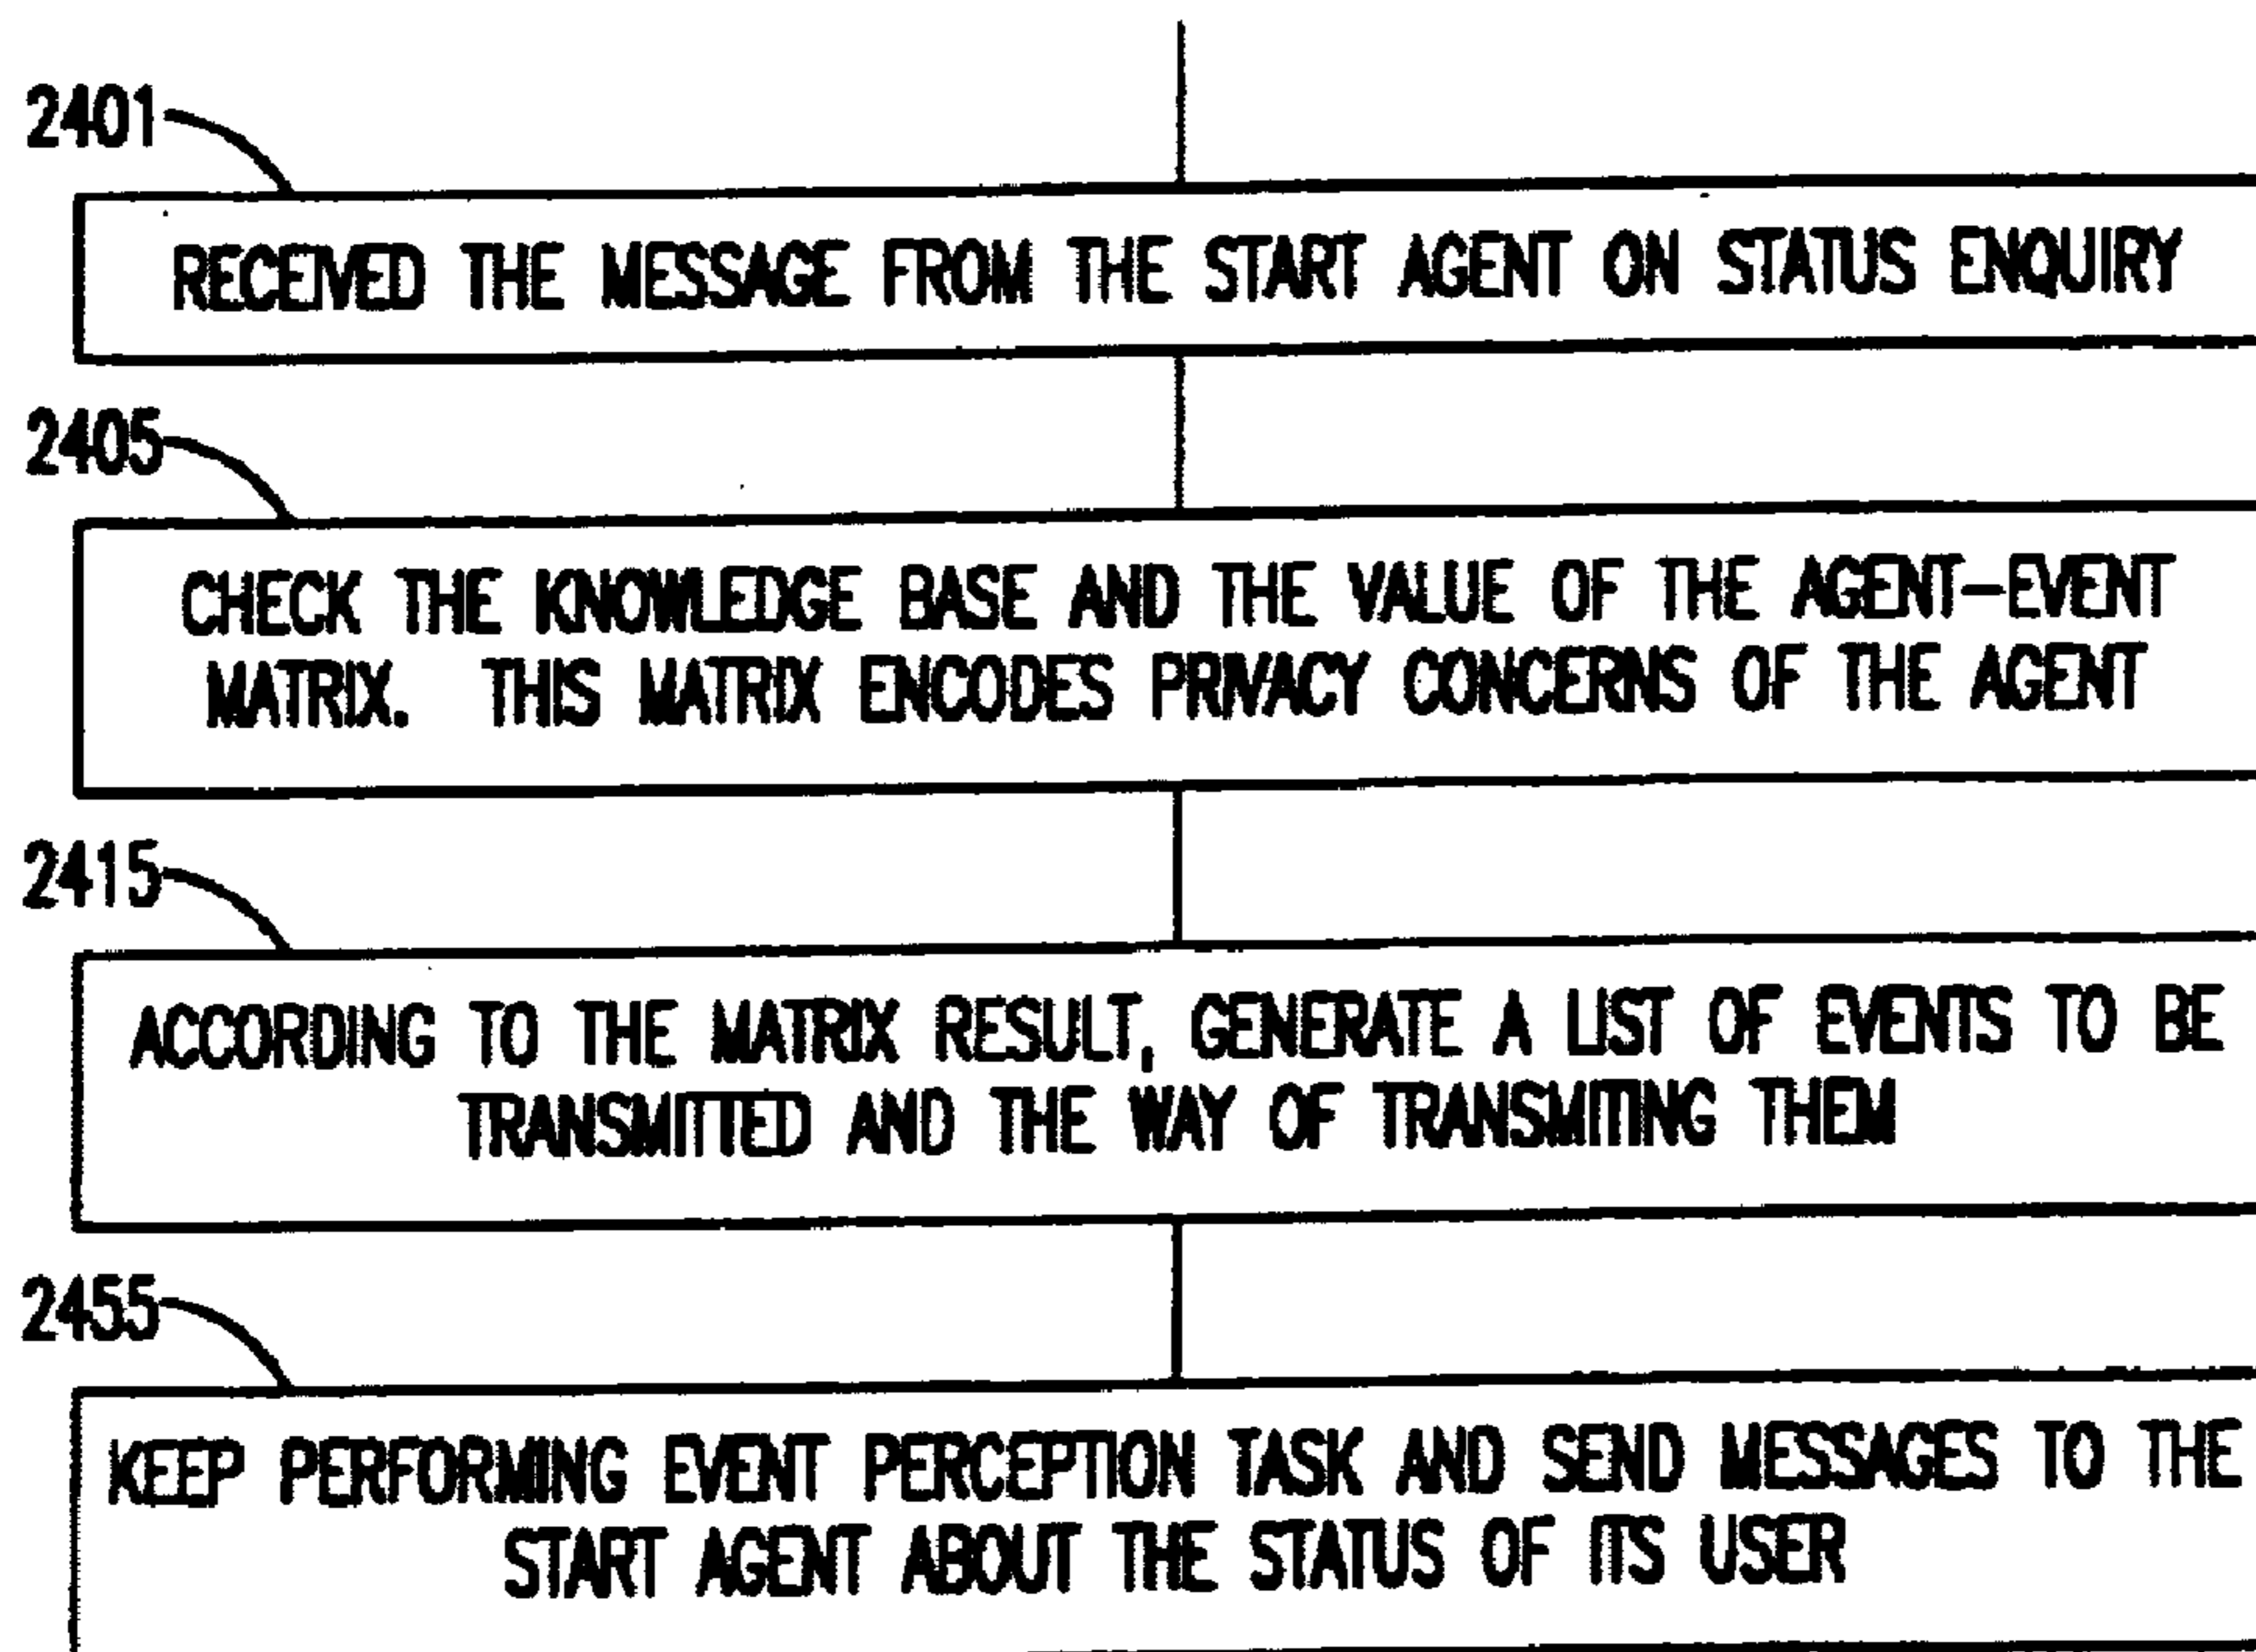 2401
RECEIVED THE MESSAGE FROM THE START AGENT ON STATUS ENQUIRY
2405
CHECK THE KNOWLEDGE BASE AND THE VALUE OF THE AGENT-EVENT
MATRIX. THIS MATRIX ENCODES PRIVACY CONCERNS OF THE AGENT
2415
ACCORDING TO THE MATRIX RESULT, GENERATE A LIST OF EVENTS TO BE
TRANSMITTED AND THE WAY OF TRANSMITING THEM
2455
KEEP PERFORMING EVENT PERCEPTION TASK AND SEND MESSAGES TO THE
START AGENT ABOUT THE STATUS OF ITS USER